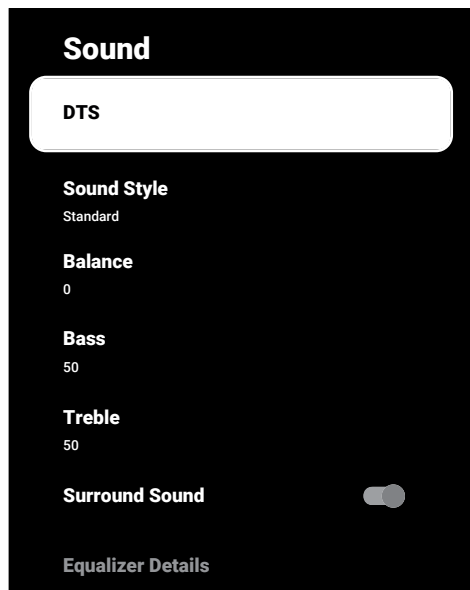 Sound
DTS
Sound Style
Standard
Balance
0
Bass
50
Treble
50
Surround Sound
Equalizer Details